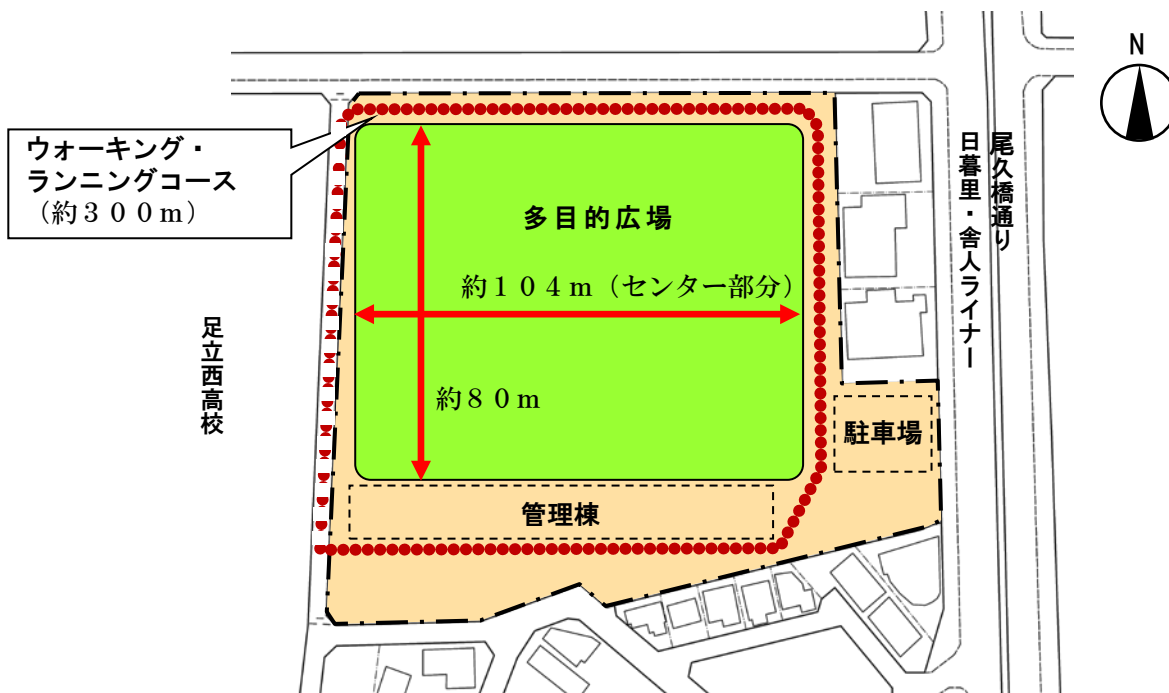 N
ウォーキング・
ランニングコース
（約３００ｍ）
多目的広場
約１０４ｍ（センター部分）
約８０ｍ
足立西高校
尾久橋通り
日暮里・舎人ライナー
駐車場
管理棟